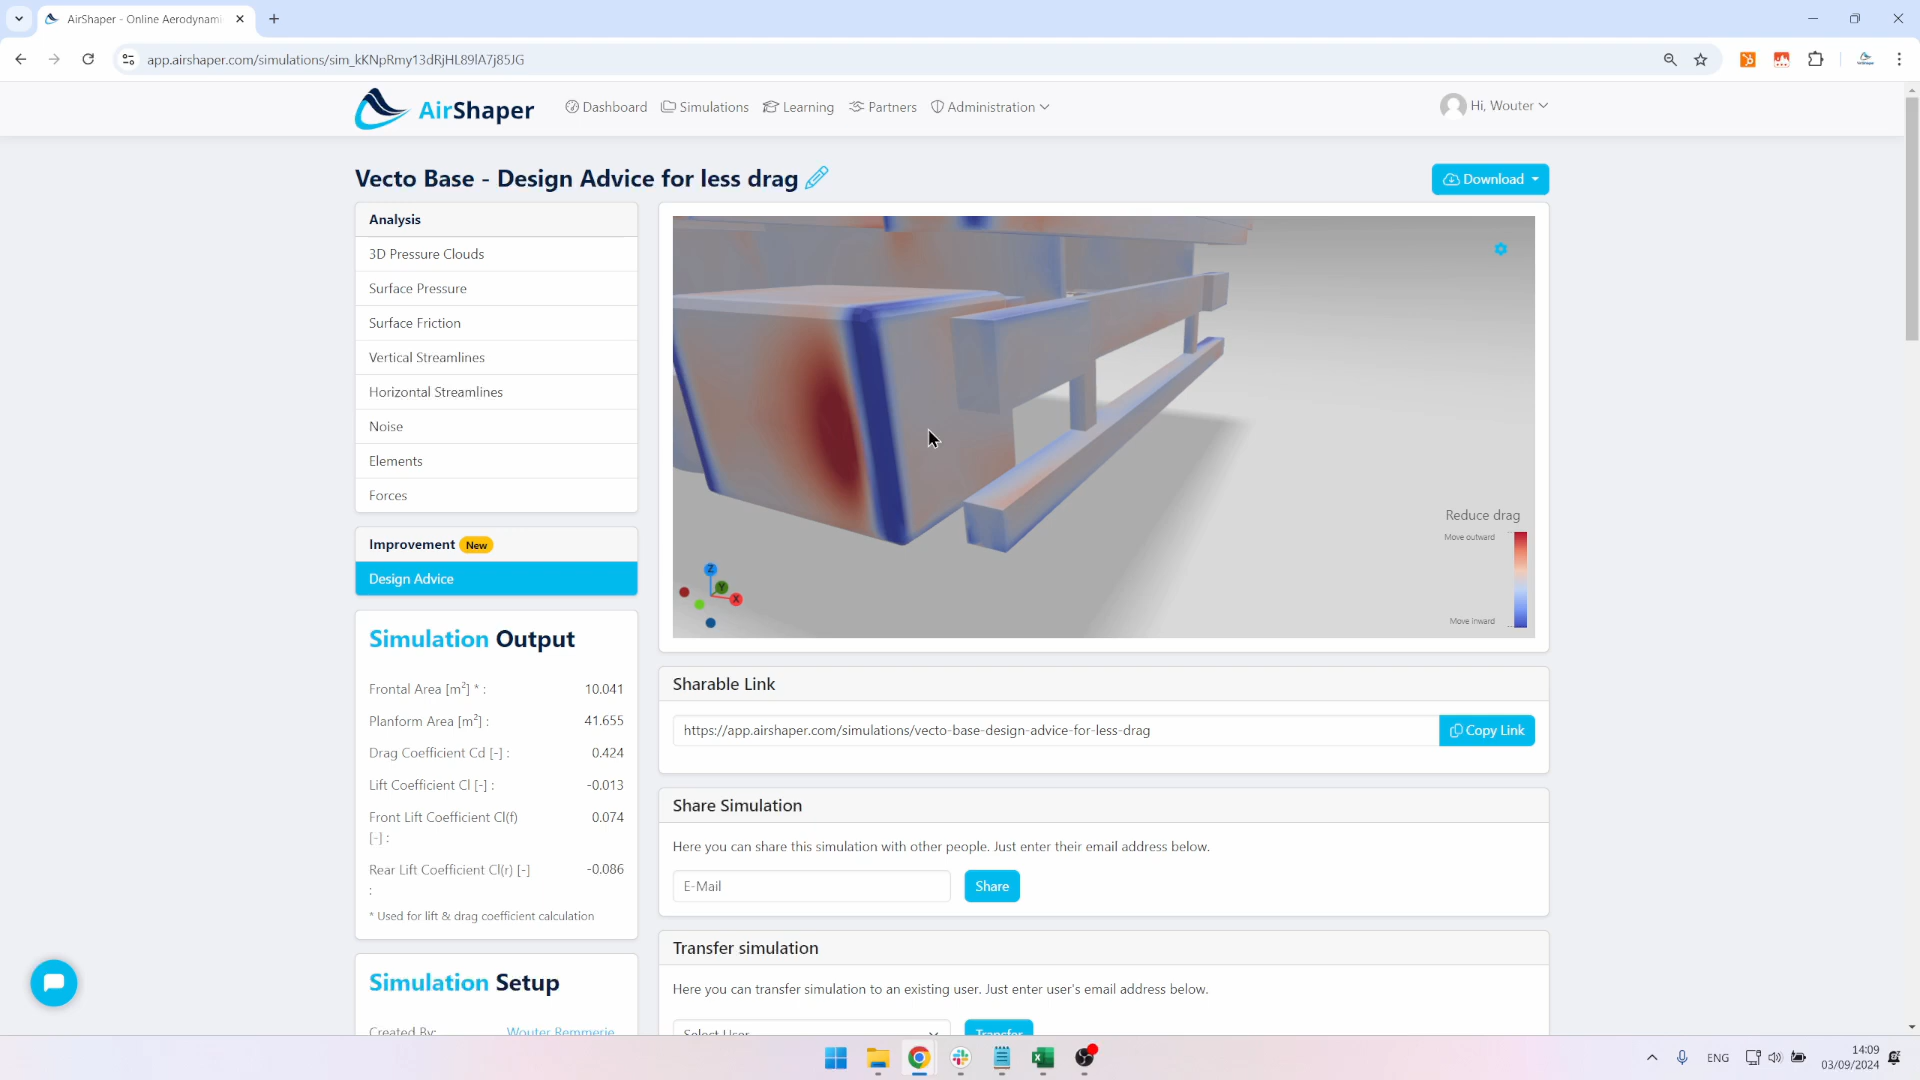 AirShaper - Online Aerodynami
app.airshaper.com/simulations/sim_kKNpRmy13dRjHL89lA7j85JG
AirShaper
Dashboard
Simulations
Learning
Partners
Administration
Hi, Wouter
Vecto Base - Design Advice for less drag
Download
Analysis
3D Pressure Clouds
Surface Pressure
Surface Friction
Vertical Streamlines
Horizontal Streamlines
Noise
Elements
Forces
Improvement New
Design Advice
Reduce drag
Move outward
Move inward
Z
Y
X
Simulation Output
Frontal Area [m²] * : 10.041
Planform Area [m²] : 41.655
Drag Coefficient Cd [-] : 0.424
Lift Coefficient Cl [-] : -0.013
Front Lift Coefficient Cl(f) 0.074
[-] :
Rear Lift Coefficient Cl(r) [-] -0.086
:
* Used for lift & drag coefficient calculation
Simulation Setup
Created By: Wouter Remmerie
Sharable Link
https://app.airshaper.com/simulations/vecto-base-design-advice-for-less-drag
Copy Link
Share Simulation
Here you can share this simulation with other people. Just enter their email address below.
E-Mail
Share
Transfer simulation
Here you can transfer simulation to an existing user. Just enter user's email address below.
Select User
Transfer
ENG
14:09
03/09/2024